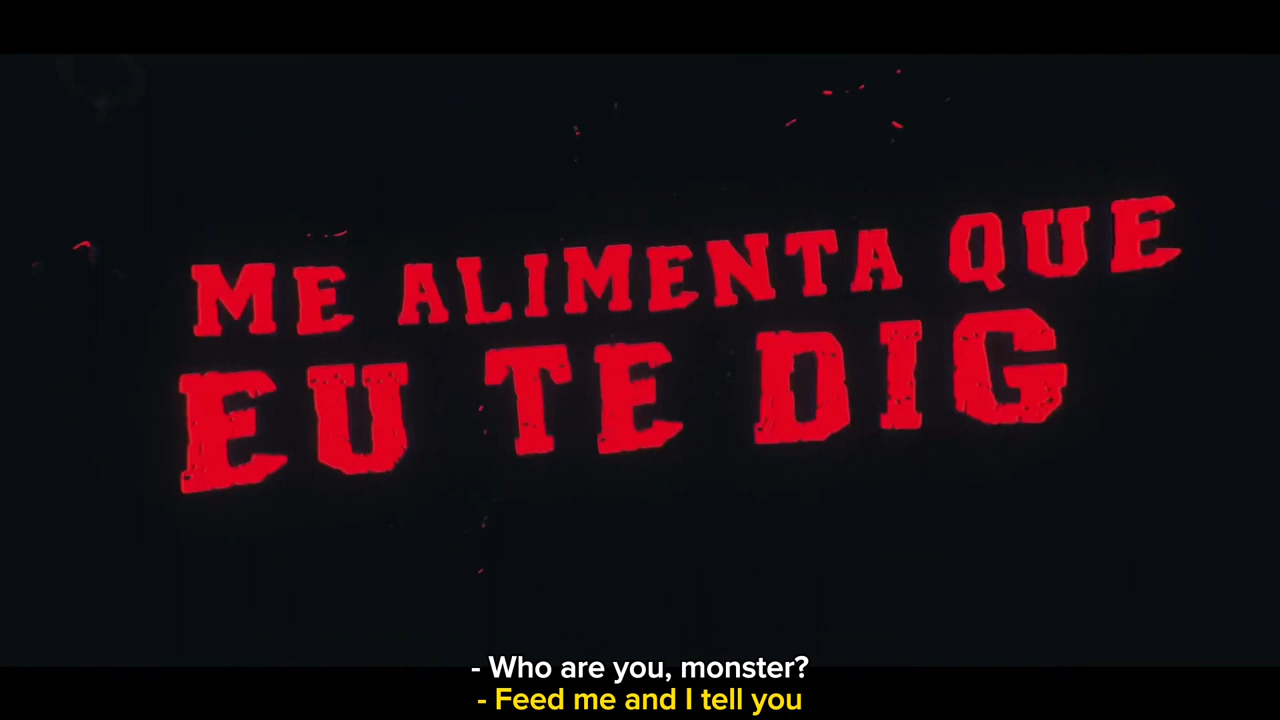 ME ALIMENTA QUE
EU TE DIG
- Who are you, monster?
- Feed me and I tell you